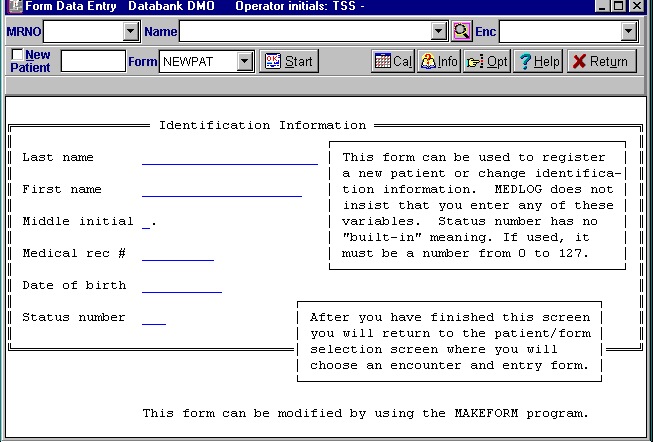 Form Data Entry Databank DMO Operator initials: TSS -
MRNO Name Enc
New Patient Form NEWPAT Start Cal Info Opt Help Return
Identification Information
Last name
First name
Middle initial _.
Medical rec #
Date of birth
Status number
This form can be used to register
a new patient or change identifica-
tion information. MEDLOG does not
insist that you enter any of these
variables. Status number has no
"built-in" meaning. If used, it
must be a number from 0 to 127.
After you have finished this screen
you will return to the patient/form
selection screen where you will
choose an encounter and entry form.
This form can be modified by using the MAKEFORM program.